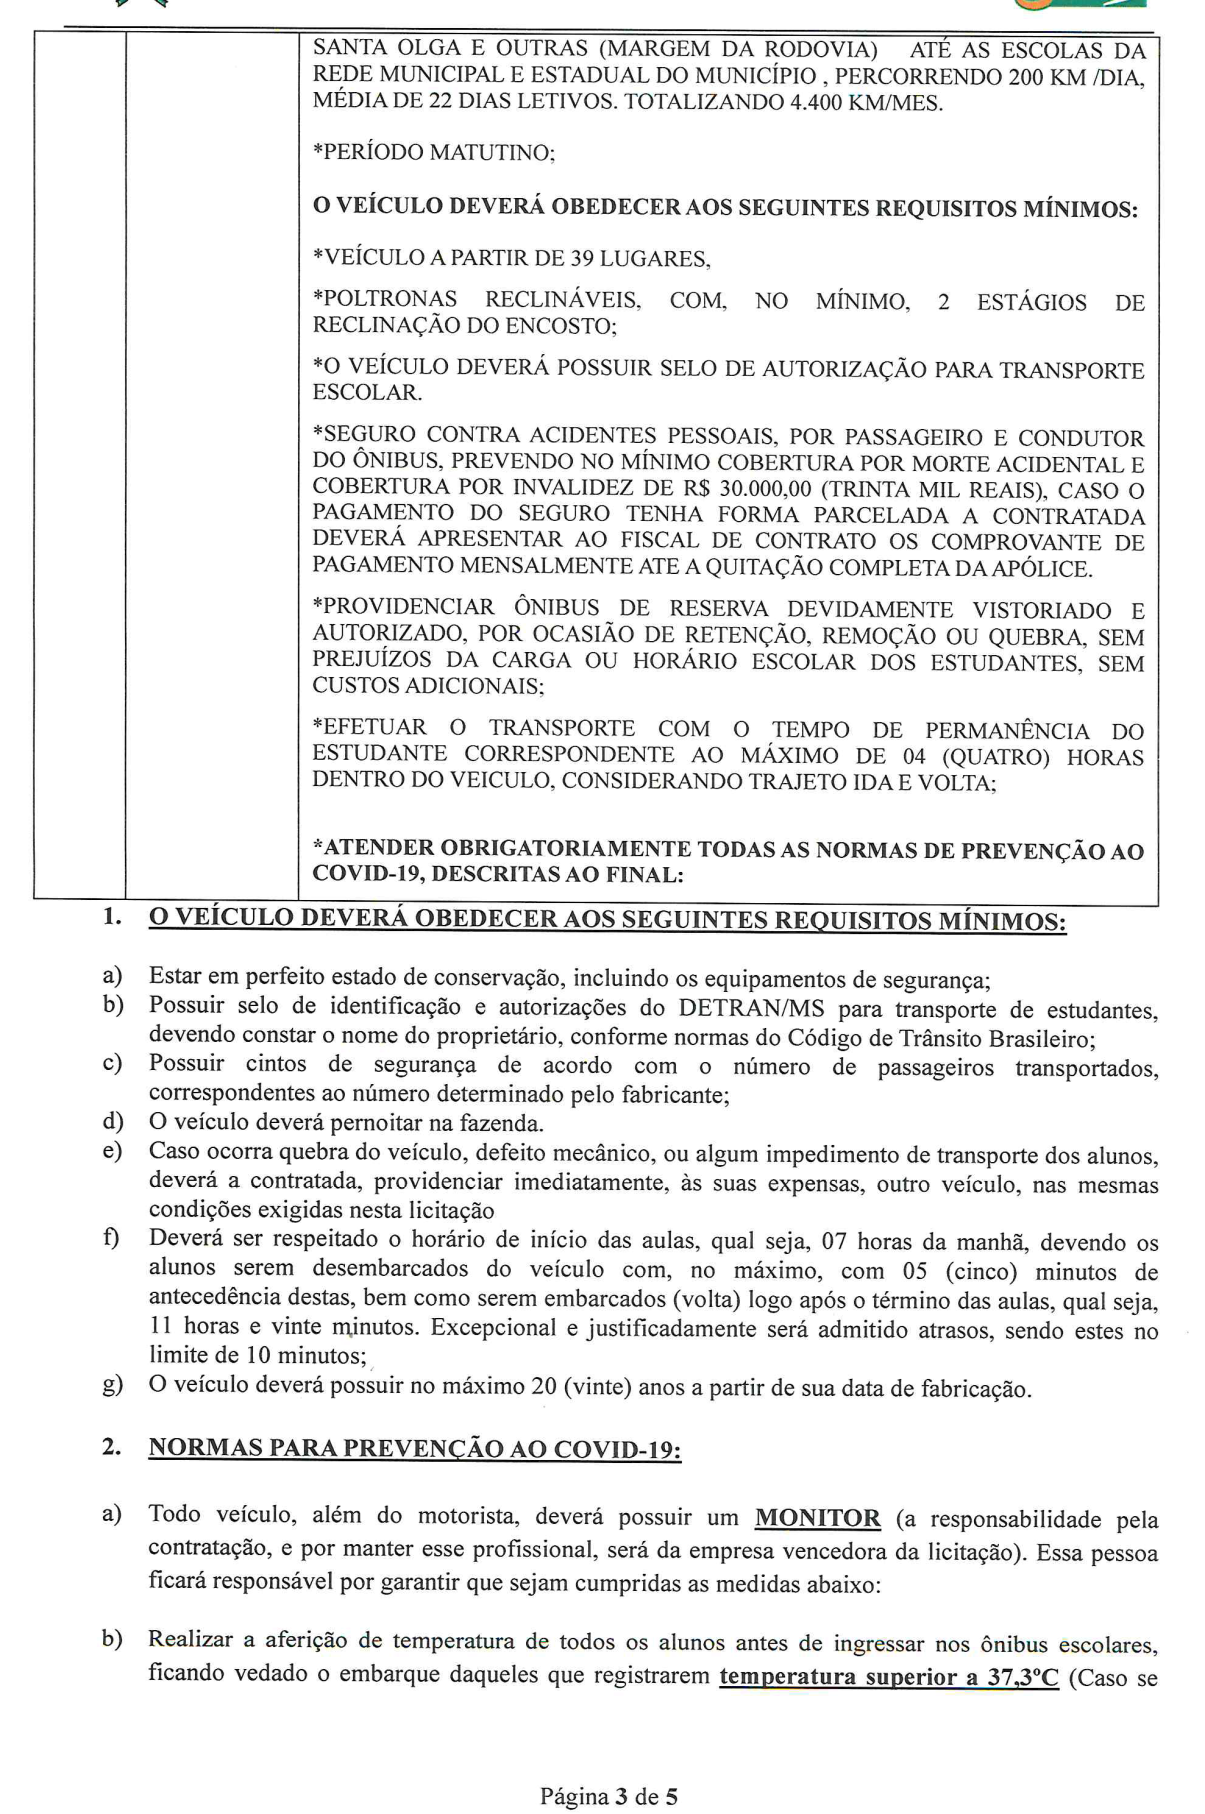 SANTA OLGA E OUTRAS (MARGEM DA RODOVIA) ATÉ AS ESCOLAS DA
REDE MUNICIPAL E ESTADUAL DO MUNICÍPIO , PERCORRENDO 200 KM /DIA,
MÉDIA DE 22 DIAS LETIVOS. TOTALIZANDO 4.400 KM/MES.
*PERÍODO MATUTINO;
O VEÍCULO DEVERÁ OBEDECER AOS SEGUINTES REQUISITOS MÍNIMOS:
*VEÍCULO A PARTIR DE 39 LUGARES,
*POLTRONAS RECLINÁVEIS, COM, NO MÍNIMO, 2 ESTÁGIOS DE
RECLINAÇÃO DO ENCOSTO;
*O VEÍCULO DEVERÁ POSSUIR SELO DE AUTORIZAÇÃO PARA TRANSPORTE
ESCOLAR.
*SEGURO CONTRA ACIDENTES PESSOAIS, POR PASSAGEIRO E CONDUTOR
DO ÔNIBUS, PREVENDO NO MÍNIMO COBERTURA POR MORTE ACIDENTAL E
COBERTURA POR INVALIDEZ DE R$ 30.000,00 (TRINTA MIL REAIS), CASO O
PAGAMENTO DO SEGURO TENHA FORMA PARCELADA A CONTRATADA
DEVERÁ APRESENTAR AO FISCAL DE CONTRATO OS COMPROVANTE DE
PAGAMENTO MENSALMENTE ATE A QUITAÇÃO COMPLETA DA APÓLICE.
*PROVIDENCIAR ÔNIBUS DE RESERVA DEVIDAMENTE VISTORIADO E
AUTORIZADO, POR OCASIÃO DE RETENÇÃO, REMOÇÃO OU QUEBRA, SEM
PREJUÍZOS DA CARGA OU HORÁRIO ESCOLAR DOS ESTUDANTES, SEM
CUSTOS ADICIONAIS;
*EFETUAR O TRANSPORTE COM O TEMPO DE PERMANÊNCIA DO
ESTUDANTE CORRESPONDENTE AO MÁXIMO DE 04 (QUATRO) HORAS
DENTRO DO VEICULO, CONSIDERANDO TRAJETO IDA E VOLTA;
*ATENDER OBRIGATORIAMENTE TODAS AS NORMAS DE PREVENÇÃO AO
COVID-19, DESCRITAS AO FINAL:
1. O VEÍCULO DEVERÁ OBEDECER AOS SEGUINTES REQUISITOS MÍNIMOS:
a) Estar em perfeito estado de conservação, incluindo os equipamentos de segurança;
b) Possuir selo de identificação e autorizações do DETRAN/MS para transporte de estudantes,
devendo constar o nome do proprietário, conforme normas do Código de Trânsito Brasileiro;
c) Possuir cintos de segurança de acordo com o número de passageiros transportados,
correspondentes ao número determinado pelo fabricante;
d) O veículo deverá pernoitar na fazenda.
e) Caso ocorra quebra do veículo, defeito mecânico, ou algum impedimento de transporte dos alunos,
deverá a contratada, providenciar imediatamente, às suas expensas, outro veículo, nas mesmas
condições exigidas nesta licitação
f) Deverá ser respeitado o horário de início das aulas, qual seja, 07 horas da manhã, devendo os
alunos serem desembarcados do veículo com, no máximo, com 05 (cinco) minutos de
antecedência destas, bem como serem embarcados (volta) logo após o término das aulas, qual seja,
11 horas e vinte minutos. Excepcional e justificadamente será admitido atrasos, sendo estes no
limite de 10 minutos;
g) O veículo deverá possuir no máximo 20 (vinte) anos a partir de sua data de fabricação.
2. NORMAS PARA PREVENÇÃO AO COVID-19:
a) Todo veículo, além do motorista, deverá possuir um MONITOR (a responsabilidade pela
contratação, e por manter esse profissional, será da empresa vencedora da licitação). Essa pessoa
ficará responsável por garantir que sejam cumpridas as medidas abaixo:
b) Realizar a aferição de temperatura de todos os alunos antes de ingressar nos ônibus escolares,
ficando vedado o embarque daqueles que registrarem temperatura superior a 37,3ºC (Caso se
Página 3 de 5